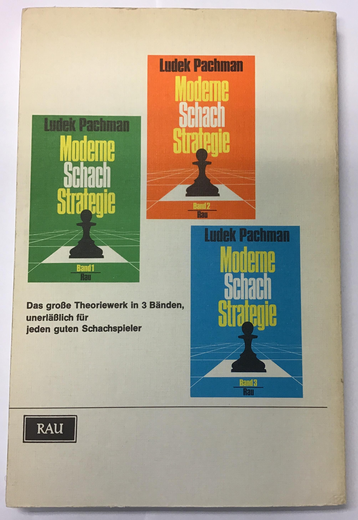 Ludek Pachman
Moderne
Schach
Strategie
Band 2
Rau
Ludek Pachman
Moderne
Schach
Strategie
Band 1
Rau
Ludek Pachman
Moderne
Schach
Strategie
Band 3
Rau
Das große Theoriewerk in 3 Bänden,
unerläßlich für
jeden guten Schachspieler
RAU